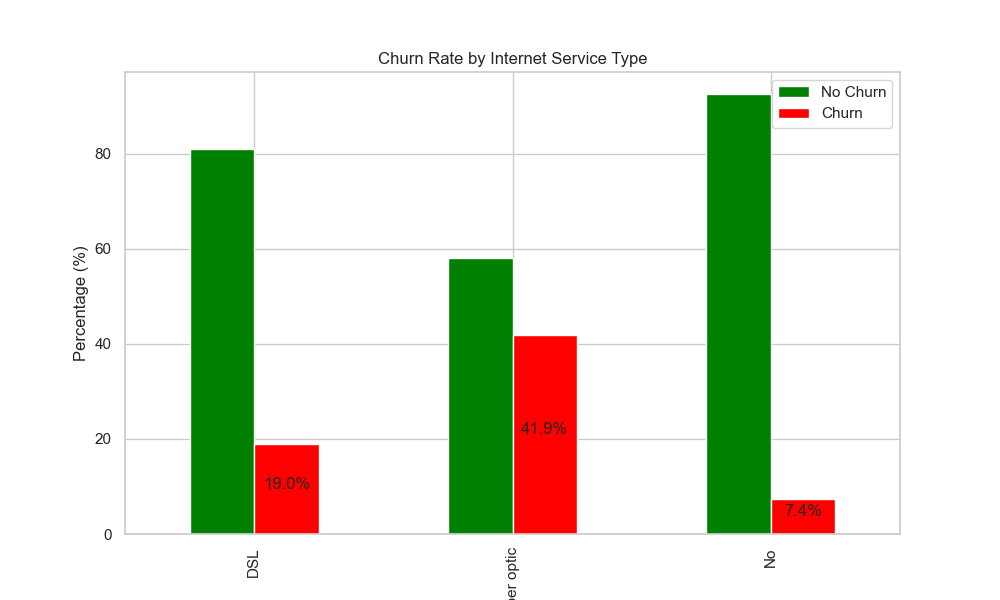 Churn Rate by Internet Service Type
No Churn
Churn
Percentage (%)
80
60
40
20
0
19.0%
41.9%
7.4%
DSL
optic
No